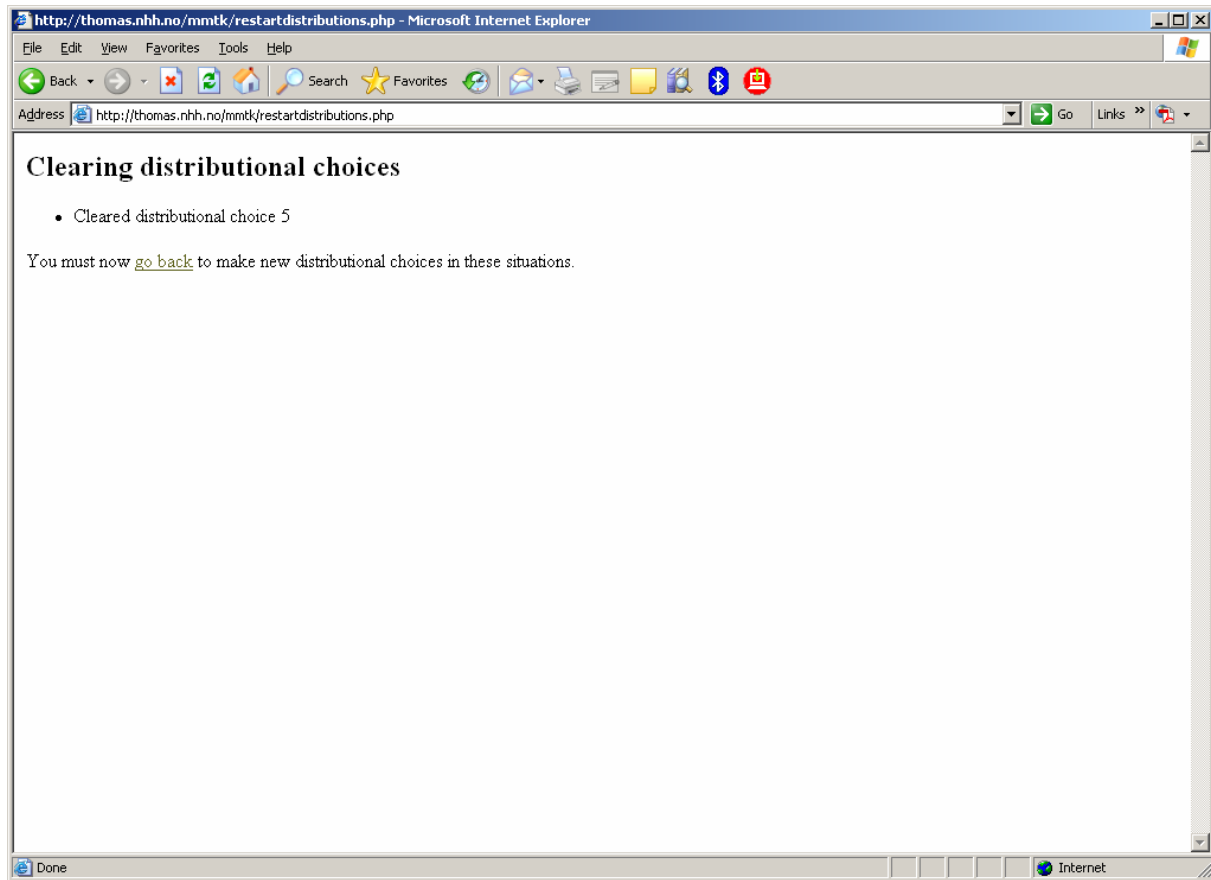 http://thomas.nhh.no/mmtk/restartdistributions.php - Microsoft Internet Explorer
File Edit View Favorites Tools Help
Back Search Favorites
Address http://thomas.nhh.no/mmtk/restartdistributions.php Go Links »
Clearing distributional choices
• Cleared distributional choice 5
You must now go back to make new distributional choices in these situations.
Done Internet